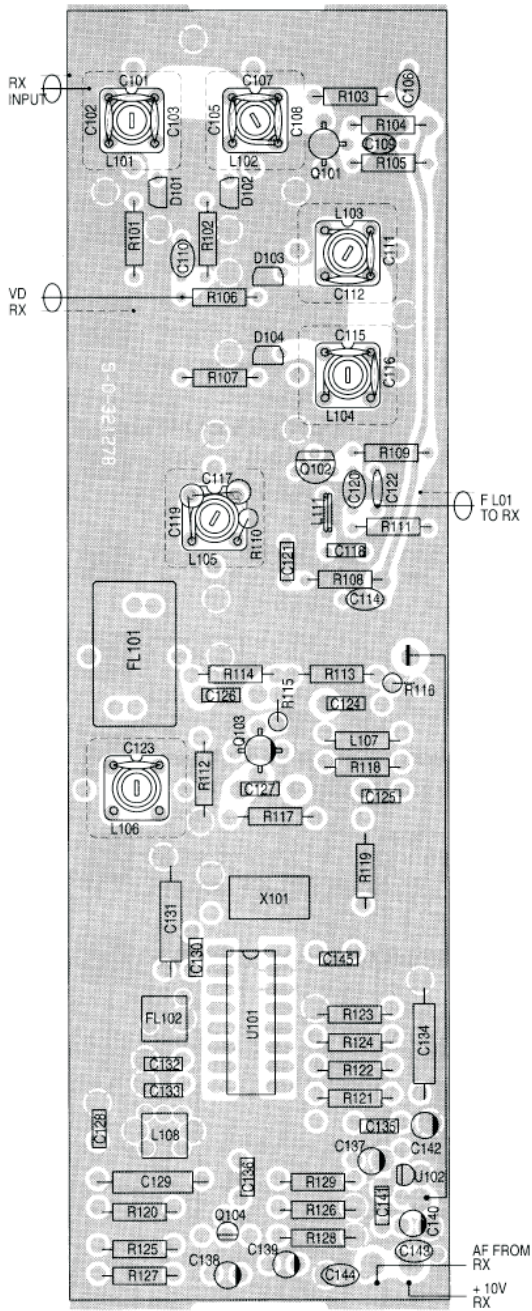 C101
C107
C106
RX
INPUT
C102
C103
C105
C108
R103
R104
C109
R105
L101
L102
Q101
D101
D102
L103
R101
R102
C110
D103
C111
VD
RX
R106
C112
D104
C115
R107
C116
L104
5-0-321278
R109
Q102
C117
C120
C122
F L01
TO RX
C119
L111
R111
R110
L105
C121
C118
R108
C114
FL101
R114
R113
R116
C126
R115
C124
Q103
L107
C123
R118
R112
C127
C125
L106
R117
R119
X101
C131
C130
C145
U101
FL102
R123
C134
R124
C132
R122
C133
R121
C128
L108
C135
C142
C137
U102
C129
C136
R129
C141
R120
R126
C140
Q104
R128
R125
C139
C143
AF FROM
RX
R127
C138
C144
+ 10V
RX